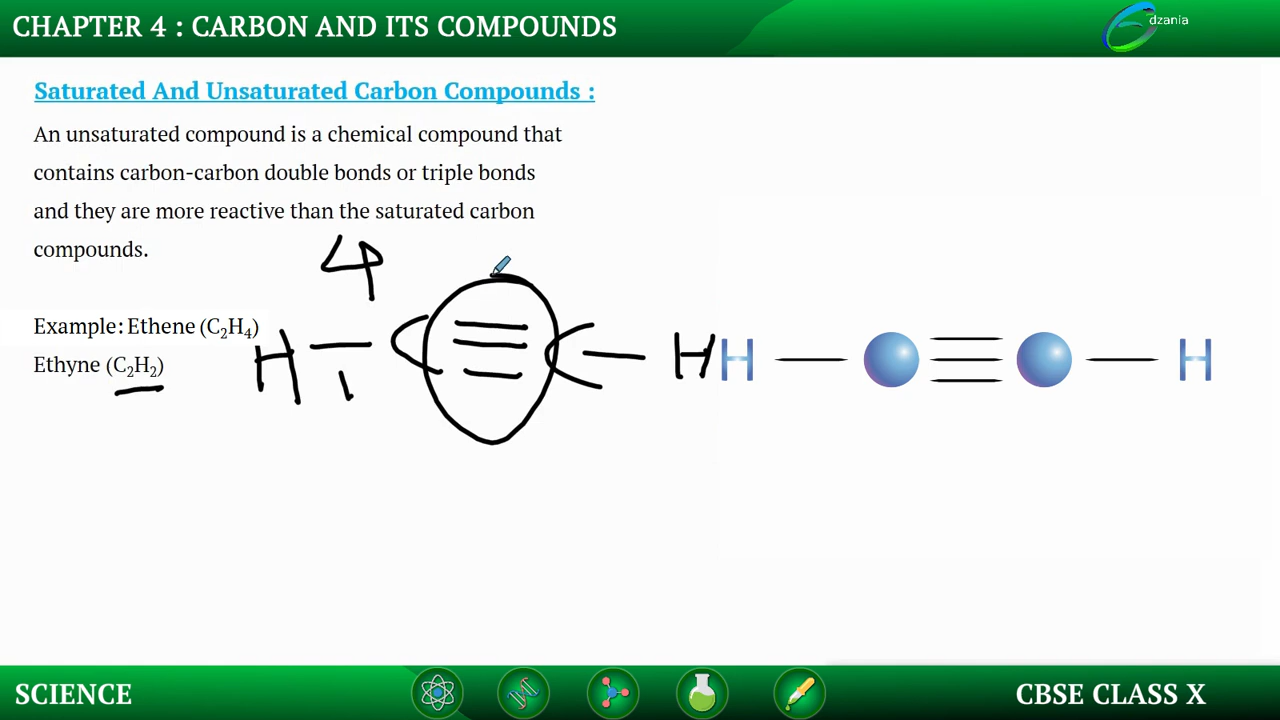 CHAPTER 4 : CARBON AND ITS COMPOUNDS
dzania
Saturated And Unsaturated Carbon Compounds :
An unsaturated compound is a chemical compound that
contains carbon-carbon double bonds or triple bonds
and they are more reactive than the saturated carbon
compounds.
4
Example: Ethene (C₂H₄)
Ethyne (C₂H₂)
H — C ≡ C — H
1
H — ≡ — H
SCIENCE
CBSE CLASS X